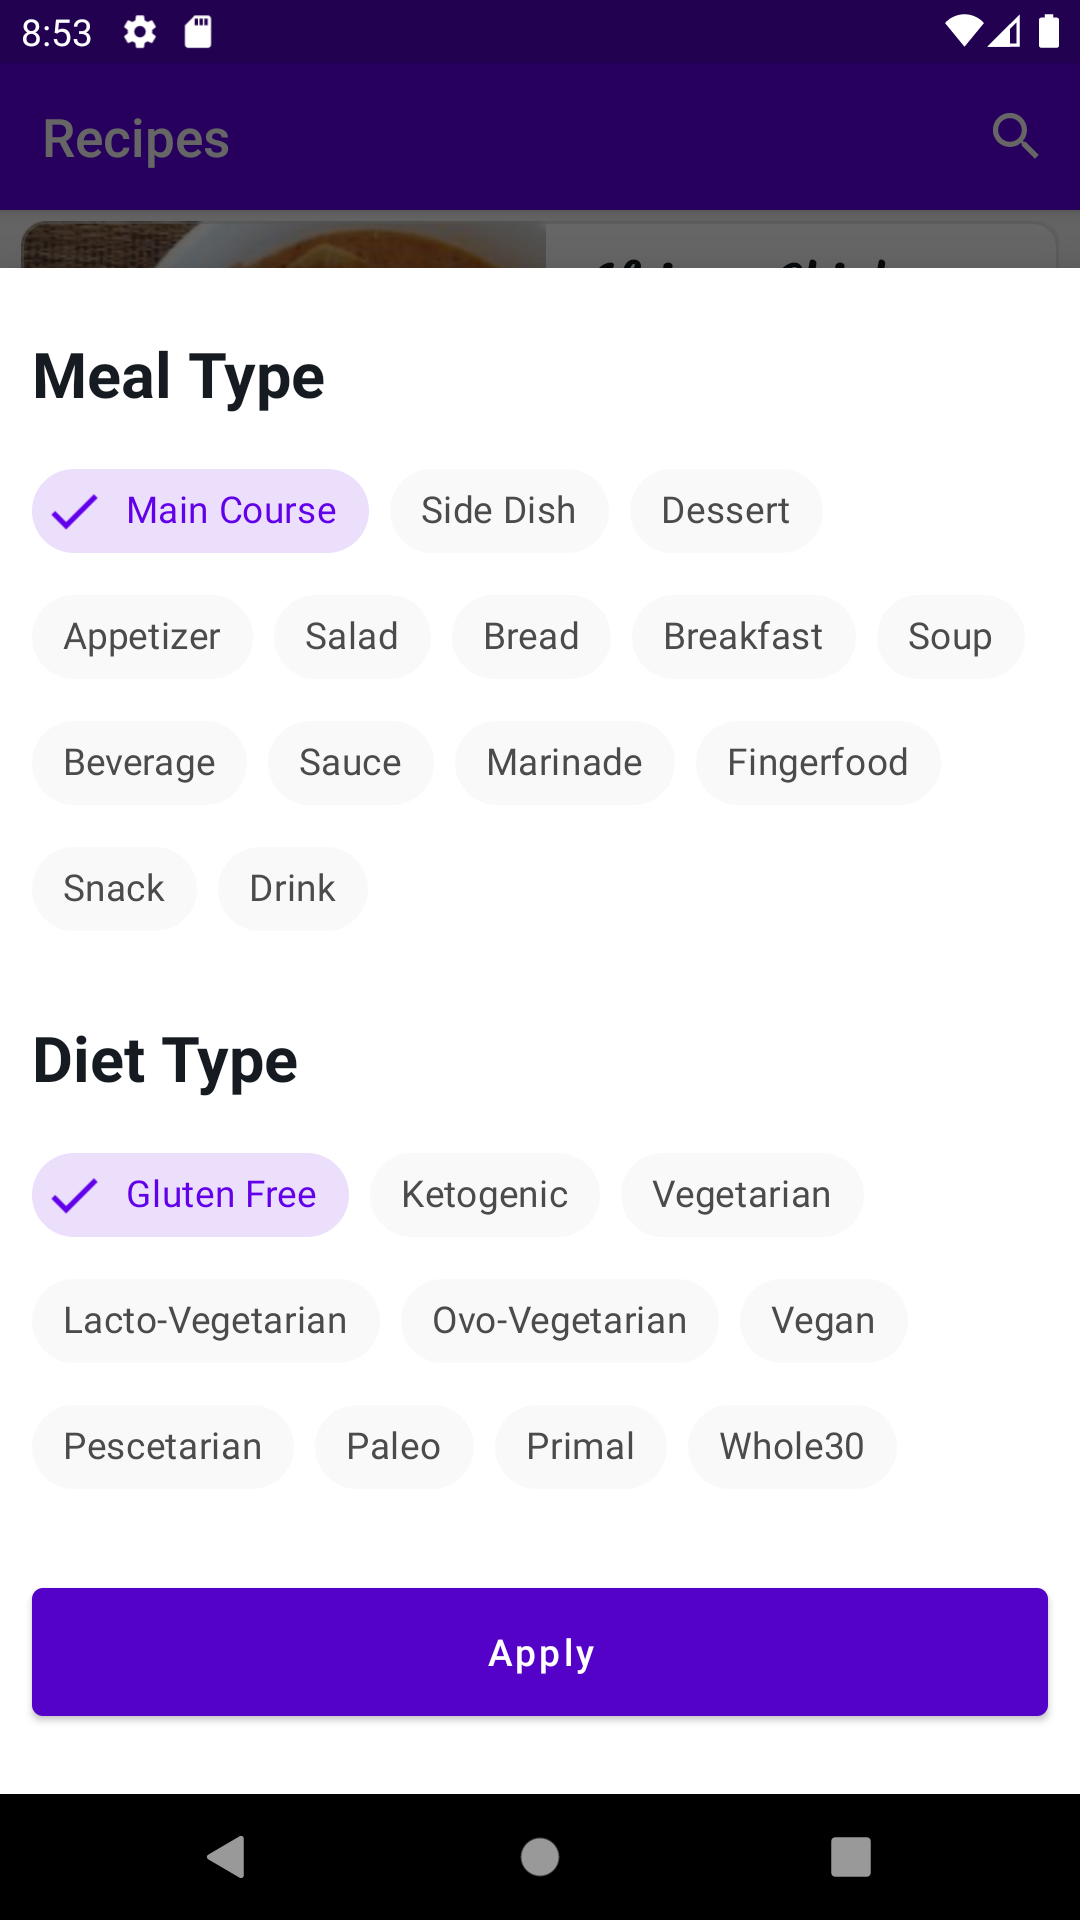 8:53
Recipes
Meal Type
Main Course Side Dish Dessert
Appetizer Salad Bread Breakfast Soup
Beverage Sauce Marinade Fingerfood
Snack Drink
Diet Type
Gluten Free Ketogenic Vegetarian
Lacto-Vegetarian Ovo-Vegetarian Vegan
Pescetarian Paleo Primal Whole30
Apply